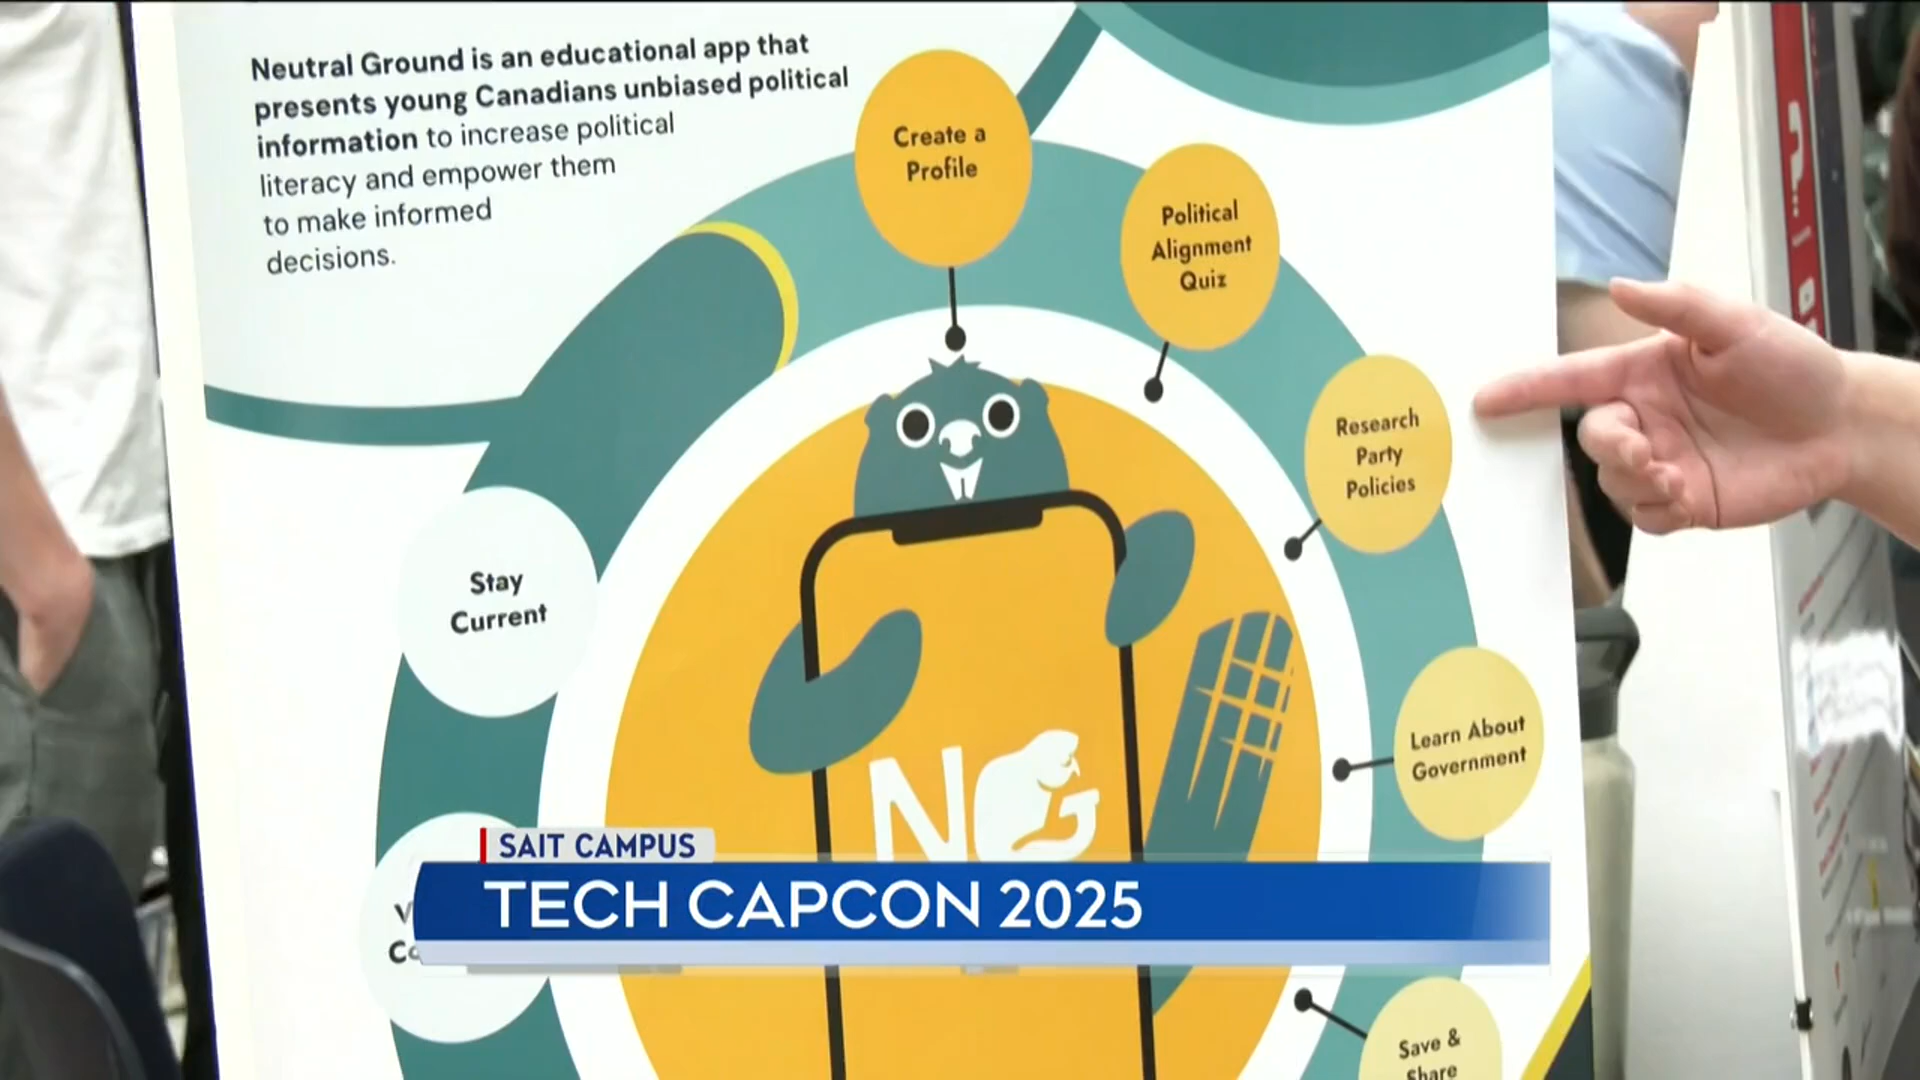 Neutral Ground is an educational app that
presents young Canadians unbiased political
information to increase political
literacy and empower them
to make informed
decisions.
Create a
Profile
Political
Alignment
Quiz
Research
Party
Policies
Stay
Current
Learn About
Government
NG
SAIT CAMPUS
TECH CAPCON 2025
Save &
Share